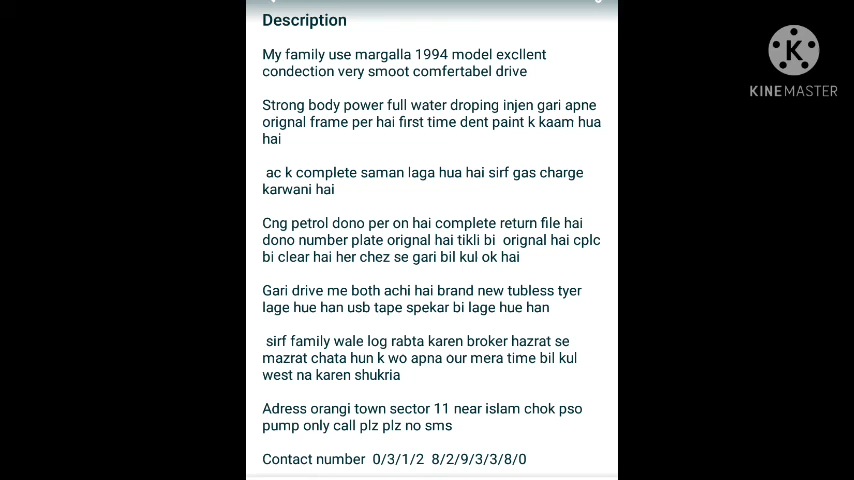 Description
My family use margalla 1994 model excllent
condection very smoot comfertabel drive
Strong body power full water droping injen gari apne
orignal frame per hai first time dent paint k kaam hua
hai
ac k complete saman laga hua hai sirf gas charge
karwani hai
Cng petrol dono per on hai complete return file hai
dono number plate orignal hai tikli bi orignal hai cplc
bi clear hai her chez se gari bil kul ok hai
Gari drive me both achi hai brand new tubless tyer
lage hue han usb tape spekar bi lage hue han
sirf family wale log rabta karen broker hazrat se
mazrat chata hun k wo apna our mera time bil kul
west na karen shukria
Adress orangi town sector 11 near islam chok pso
pump only call plz plz no sms
Contact number 0/3/1/2 8/2/9/3/3/8/0
K
KINEMASTER